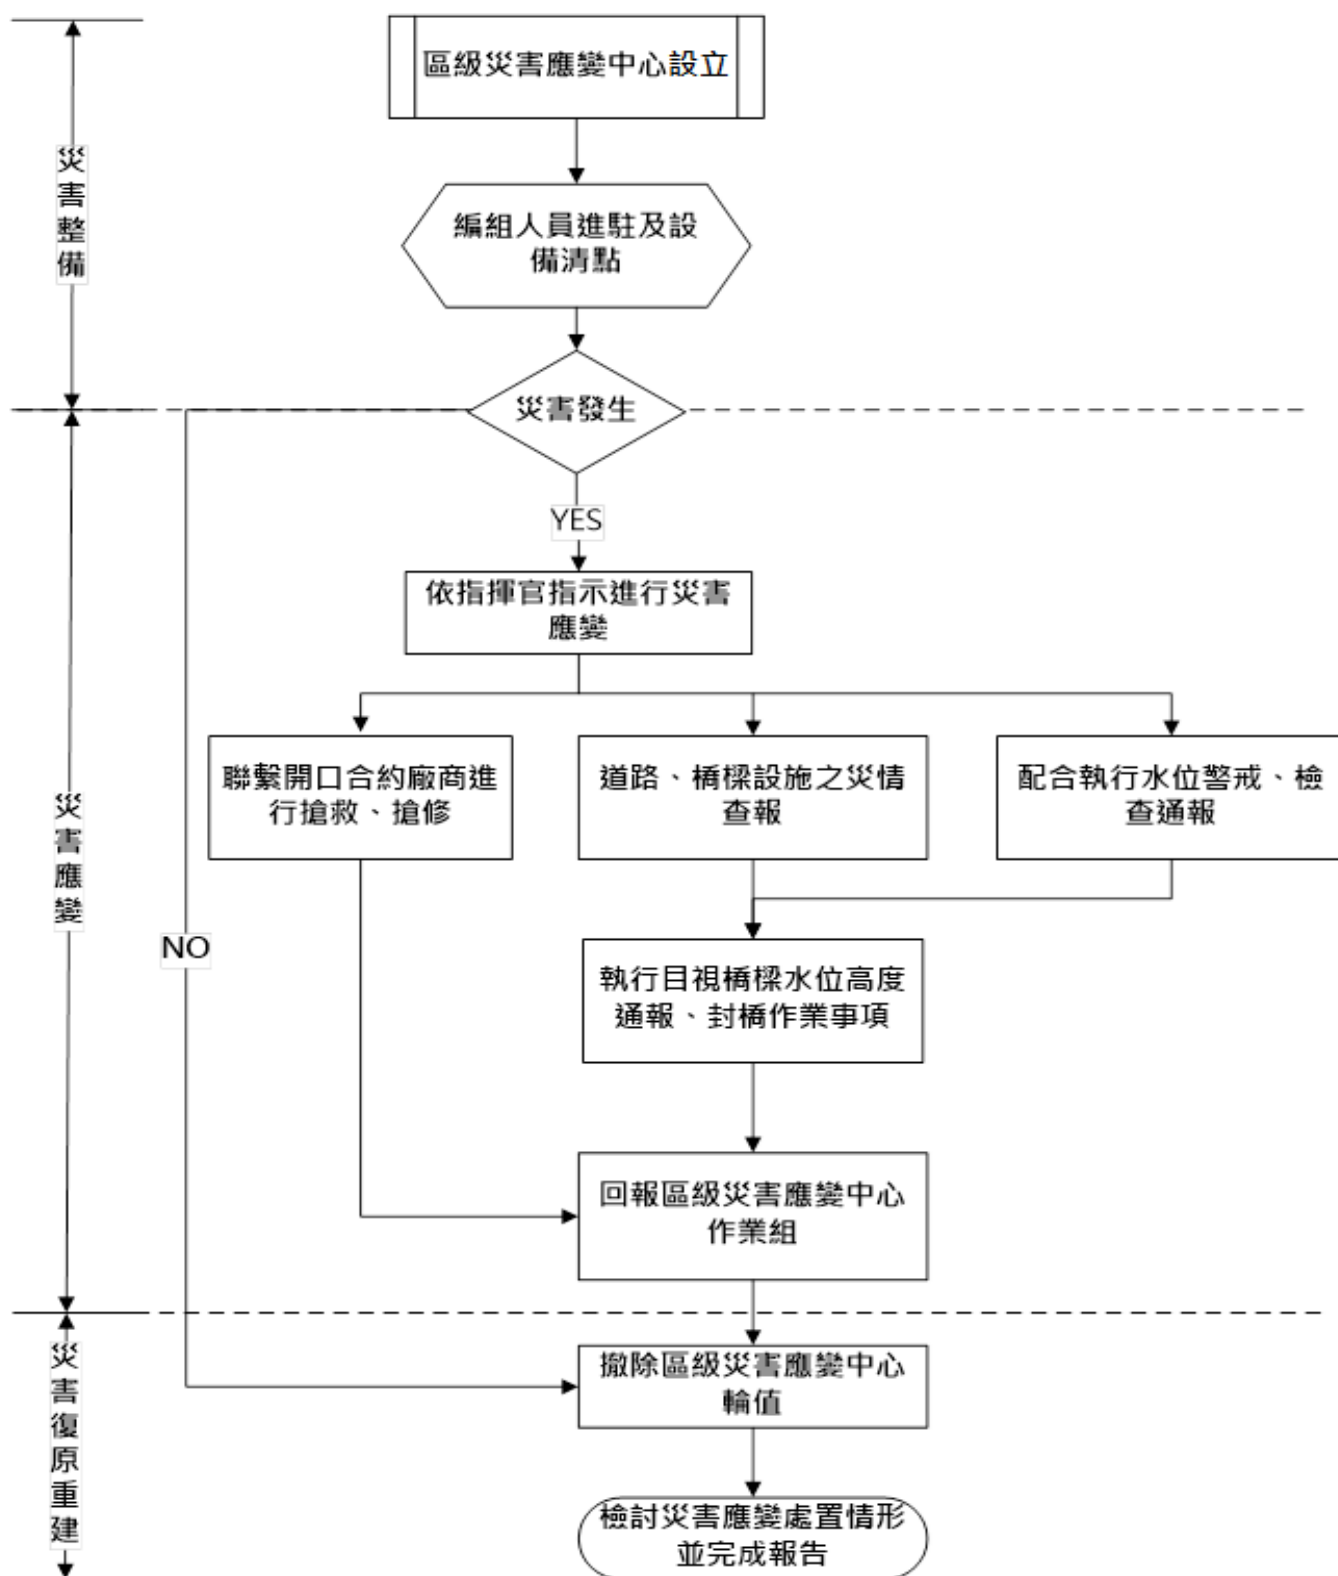 區級災害應變中心設立
災害整備
編組人員進駐及設
備清點
災害發生
YES
依指揮官指示進行災害
應變
聯繫開口合約廠商進
行搶救、搶修
道路、橋樑設施之災情
查報
配合執行水位警戒、檢
查通報
災害應變
NO
執行目視橋樑水位高度
通報、封橋作業事項
回報區級災害應變中心
作業組
撤除區級災害應變中心
輪值
災害復原重建
檢討災害應變處置情形
並完成報告